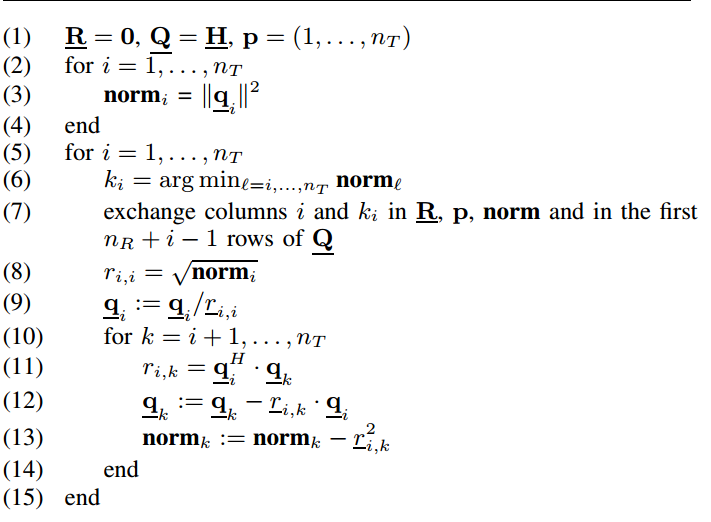 (1) R = 0, Q = H, p = (1, . . . , n_T)
(2) for i = 1, . . . , n_T
(3) norm_i = ‖q_i‖²
(4) end
(5) for i = 1, . . . , n_T
(6) k_i = arg min_{ℓ=i,...,n_T} norm_ℓ
(7) exchange columns i and k_i in R, p, norm and in the first
n_R + i − 1 rows of Q
(8) r_{i,i} = √norm_i
(9) q_i := q_i/r_{i,i}
(10) for k = i + 1, . . . , n_T
(11) r_{i,k} = q_i^H · q_k
(12) q_k := q_k − r_{i,k} · q_i
(13) norm_k := norm_k − r²_{i,k}
(14) end
(15) end